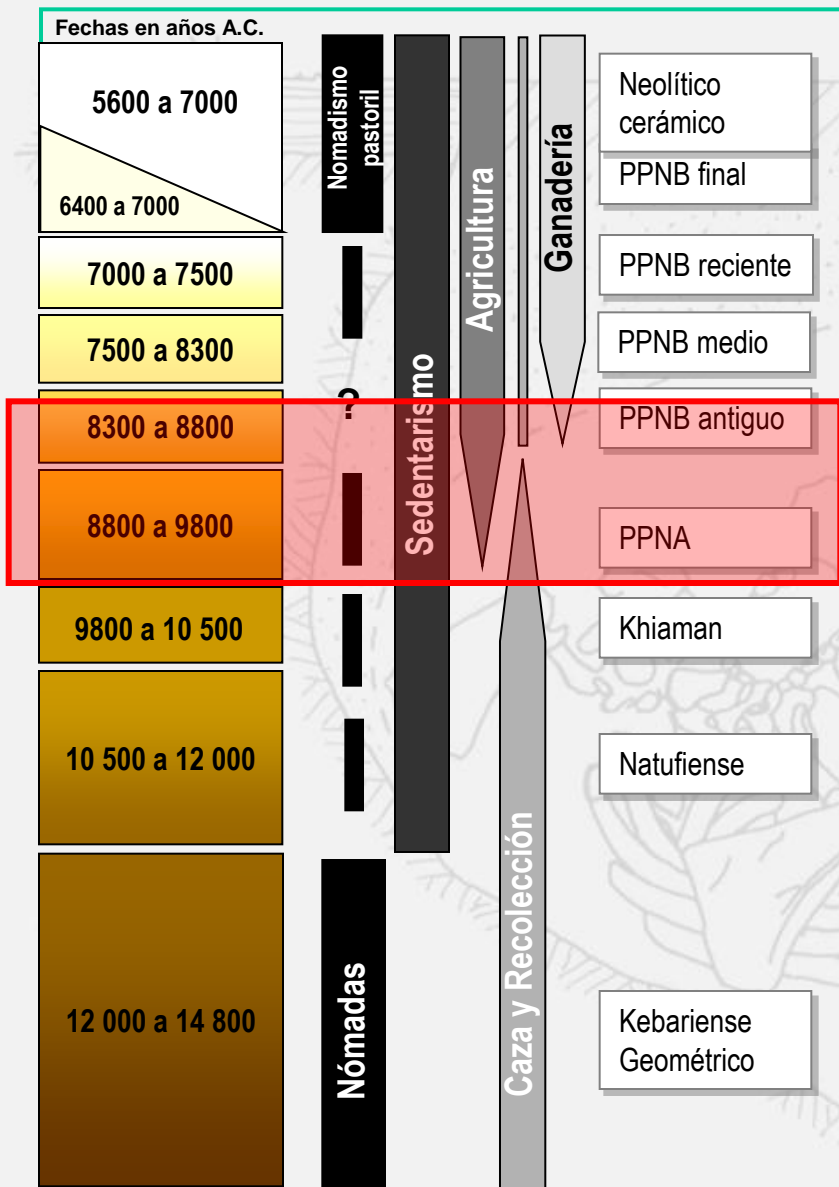 Fechas en años A.C.
5600 a 7000
6400 a 7000
7000 a 7500
7500 a 8300
8300 a 8800
8800 a 9800
9800 a 10 500
10 500 a 12 000
12 000 a 14 800
Nomadismo
pastoril
?
Nómadas
Sedentarismo
Agricultura
Ganadería
Caza y Recolección
Neolítico
cerámico
PPNB final
PPNB reciente
PPNB medio
PPNB antiguo
PPNA
Khiaman
Natufiense
Kebariense
Geométrico